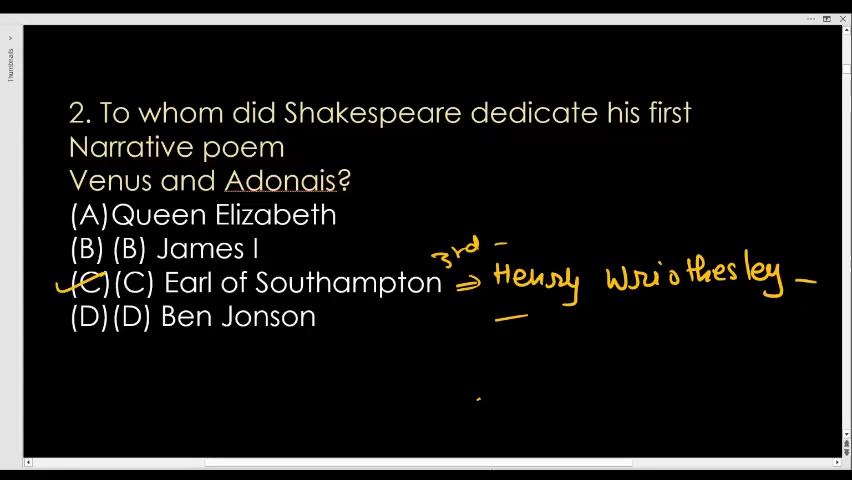 Thumbnails
2. To whom did Shakespeare dedicate his first
Narrative poem
Venus and Adonais?
(A)Queen Elizabeth
(B) (B) James I
3rd
(C)(C) Earl of Southampton ⇒ Henry Wriothesley
(D)(D) Ben Jonson